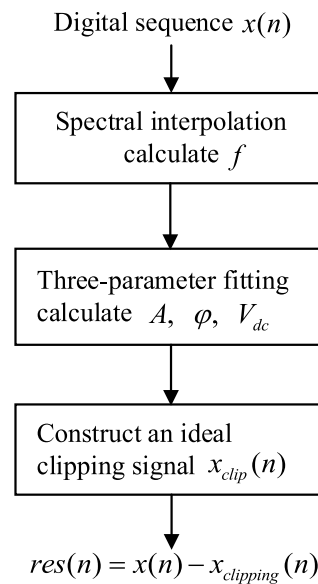 Digital sequence x(n)
Spectral interpolation
calculate f
Three-parameter fitting
calculate A, φ, V_dc
Construct an ideal
clipping signal x_clip(n)
res(n) = x(n) − x_clipping(n)